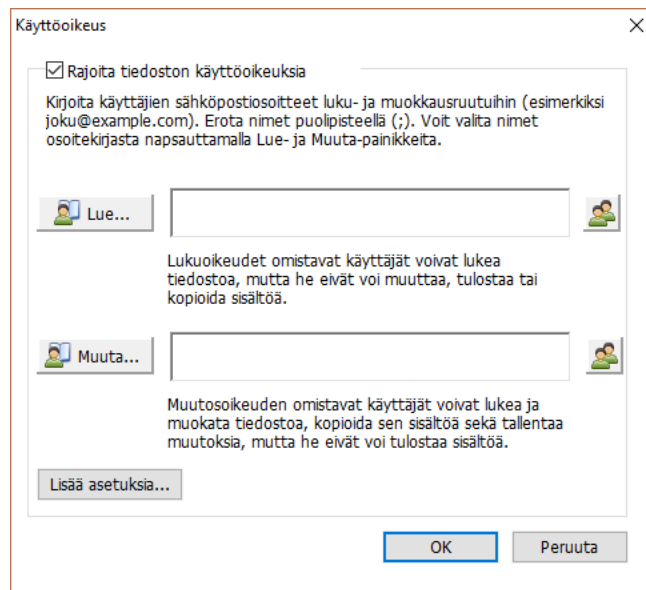 Käyttöoikeus
Rajoita tiedoston käyttöoikeuksia
Kirjoita käyttäjien sähköpostiosoitteet luku- ja muokkausruutuihin (esimerkiksi
joku@example.com). Erota nimet puolipisteellä (;). Voit valita nimet
osoitekirjasta napsauttamalla Lue- ja Muuta-painikkeita.
Lue...
Lukuoikeudet omistavat käyttäjät voivat lukea
tiedostoa, mutta he eivät voi muuttaa, tulostaa tai
kopioida sisältöä.
Muuta...
Muutosoikeuden omistavat käyttäjät voivat lukea ja
muokata tiedostoa, kopioida sen sisältöä sekä tallentaa
muutoksia, mutta he eivät voi tulostaa sisältöä.
Lisää asetuksia...
OK Peruuta